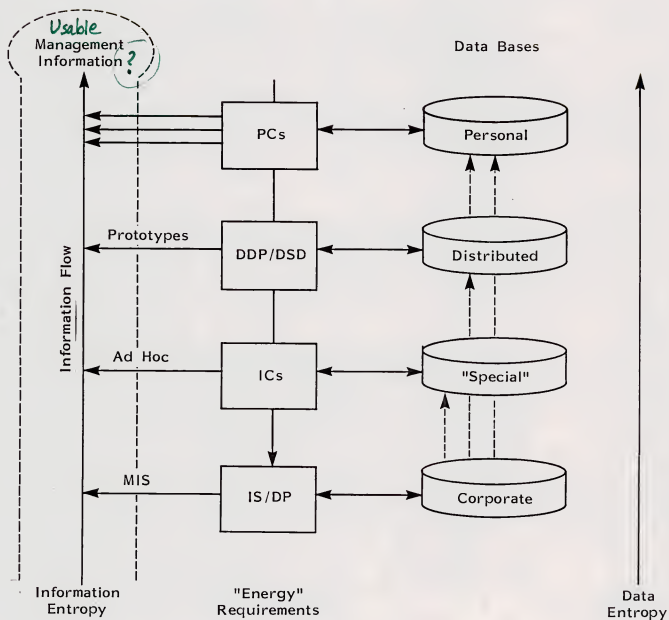 Usable
Management
Information ?
Data Bases
PCs
Personal
Prototypes
DDP/DSD
Distributed
Information Flow
Ad Hoc
ICs
"Special"
MIS
IS/DP
Corporate
Information
Entropy
"Energy"
Requirements
Data
Entropy